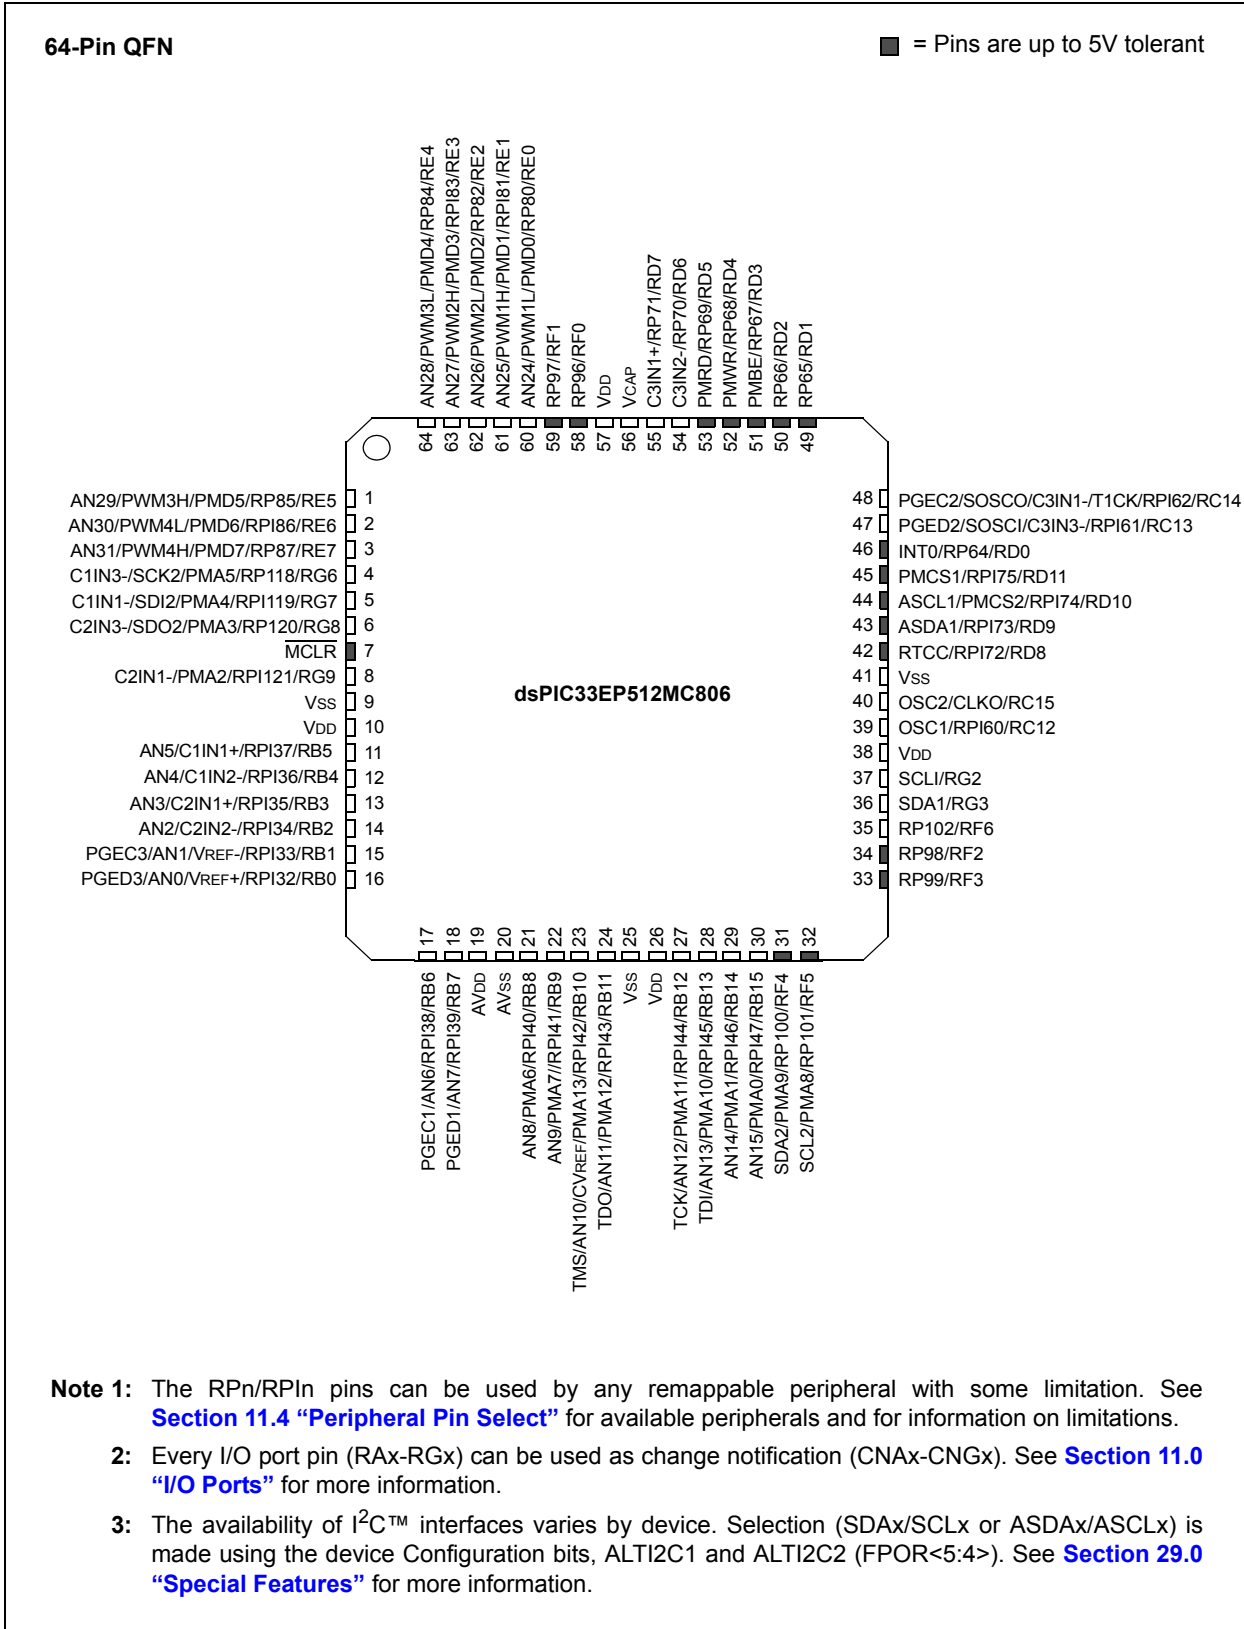 64-Pin QFN
= Pins are up to 5V tolerant
AN28/PWM3L/PMD4/RP84/RE4
AN27/PWM2H/PMD3/RPI83/RE3
AN26/PWM2L/PMD2/RP82/RE2
AN25/PWM1H/PMD1/RPI81/RE1
AN24/PWM1L/PMD0/RP80/RE0
RP97/RF1
RP96/RF0
VDD
VCAP
C3IN1+/RP71/RD7
C3IN2-/RP70/RD6
PMRD/RP69/RD5
PMWR/RP68/RD4
PMBE/RP67/RD3
RP66/RD2
RP65/RD1
64 63 62 61 60 59 58 57 56 55 54 53 52 51 50 49
AN29/PWM3H/PMD5/RP85/RE5 1
AN30/PWM4L/PMD6/RPI86/RE6 2
AN31/PWM4H/PMD7/RP87/RE7 3
C1IN3-/SCK2/PMA5/RP118/RG6 4
C1IN1-/SDI2/PMA4/RPI119/RG7 5
C2IN3-/SDO2/PMA3/RP120/RG8 6
MCLR 7
C2IN1-/PMA2/RPI121/RG9 8
VSS 9
VDD 10
AN5/C1IN1+/RPI37/RB5 11
AN4/C1IN2-/RPI36/RB4 12
AN3/C2IN1+/RPI35/RB3 13
AN2/C2IN2-/RPI34/RB2 14
PGEC3/AN1/VREF-/RPI33/RB1 15
PGED3/AN0/VREF+/RPI32/RB0 16
dsPIC33EP512MC806
48 PGEC2/SOSCO/C3IN1-/T1CK/RPI62/RC14
47 PGED2/SOSCI/C3IN3-/RPI61/RC13
46 INT0/RP64/RD0
45 PMCS1/RPI75/RD11
44 ASCL1/PMCS2/RPI74/RD10
43 ASDA1/RPI73/RD9
42 RTCC/RPI72/RD8
41 VSS
40 OSC2/CLKO/RC15
39 OSC1/RPI60/RC12
38 VDD
37 SCLI/RG2
36 SDA1/RG3
35 RP102/RF6
34 RP98/RF2
33 RP99/RF3
17 18 19 20 21 22 23 24 25 26 27 28 29 30 31 32
PGEC1/AN6/RPI38/RB6
PGED1/AN7/RPI39/RB7
AVDD
AVSS
AN8/PMA6/RPI40/RB8
AN9/PMA7//RPI41/RB9
TMS/AN10/CVREF/PMA13/RPI42/RB10
TDO/AN11/PMA12/RPI43/RB11
VSS
VDD
TCK/AN12/PMA11/RPI44/RB12
TDI/AN13/PMA10/RPI45/RB13
AN14/PMA1/RPI46/RB14
AN15/PMA0/RPI47/RB15
SDA2/PMA9/RP100/RF4
SCL2/PMA8/RP101/RF5
Note 1: The RPn/RPIn pins can be used by any remappable peripheral with some limitation. See
Section 11.4 “Peripheral Pin Select” for available peripherals and for information on limitations.
2: Every I/O port pin (RAx-RGx) can be used as change notification (CNAx-CNGx). See Section 11.0
“I/O Ports” for more information.
3: The availability of I2C™ interfaces varies by device. Selection (SDAx/SCLx or ASDAx/ASCLx) is
made using the device Configuration bits, ALTI2C1 and ALTI2C2 (FPOR<5:4>). See Section 29.0
“Special Features” for more information.